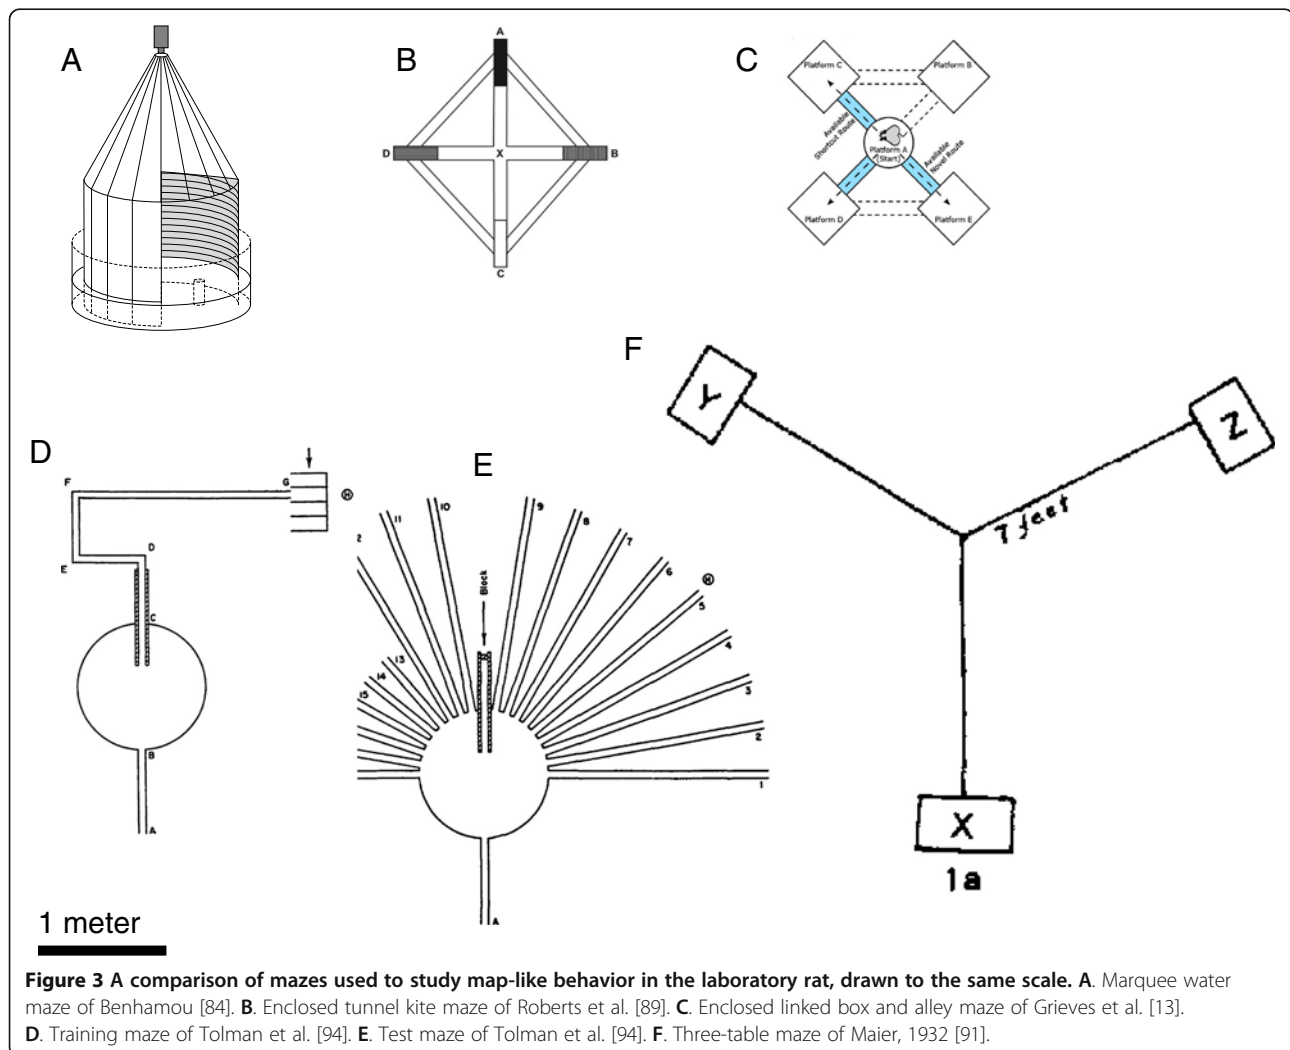 A
B
A
D
X
B
C
C
Platform C
Platform B
Available
Shortcut Route
Platform A
(Start)
Available
Novel Route
Platform D
Platform E
D
F
G
H
D
E
C
B
A
E
2
11
10
9
8
7
6
H
5
4
3
2
1
Block
13
14
15
A
F
Y
Z
7 feet
X
1a
1 meter
Figure 3 A comparison of mazes used to study map-like behavior in the laboratory rat, drawn to the same scale. A. Marquee water
maze of Benhamou [84]. B. Enclosed tunnel kite maze of Roberts et al. [89]. C. Enclosed linked box and alley maze of Grieves et al. [13].
D. Training maze of Tolman et al. [94]. E. Test maze of Tolman et al. [94]. F. Three-table maze of Maier, 1932 [91].